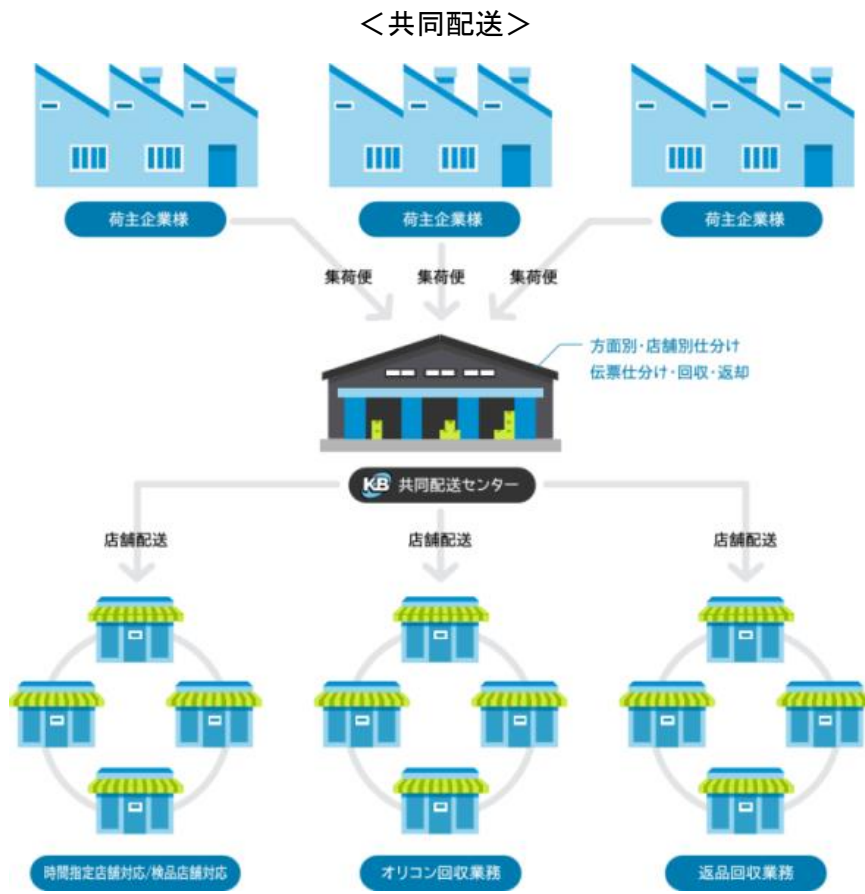 ＜共同配送＞
荷主企業様
荷主企業様
荷主企業様
集荷便
集荷便
集荷便
方面別・店舗別仕分け
伝票仕分け・回収・返却
KB 共同配送センター
店舗配送
店舗配送
店舗配送
時間指定店舗対応/検品店舗対応
オリコン回収業務
返品回収業務